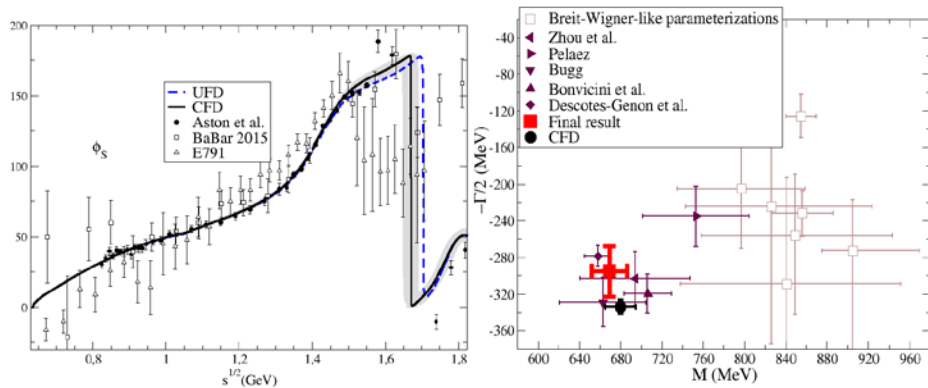 200
150
100
50
0
ϕS
UFD
CFD
Aston et al.
BaBar 2015
E791
0,8 1 1,2 1,4 1,6 1,8
s^1/2(GeV)
Breit-Wigner-like parameterizations
Zhou et al.
Pelaez
Bugg
Bonvicini et al.
Descotes-Genon et al.
Final result
CFD
-Γ/2 (MeV)
-40
-80
-120
-160
-200
-240
-280
-320
-360
600 640 680 720 760 800 840 880 920 960
M (MeV)